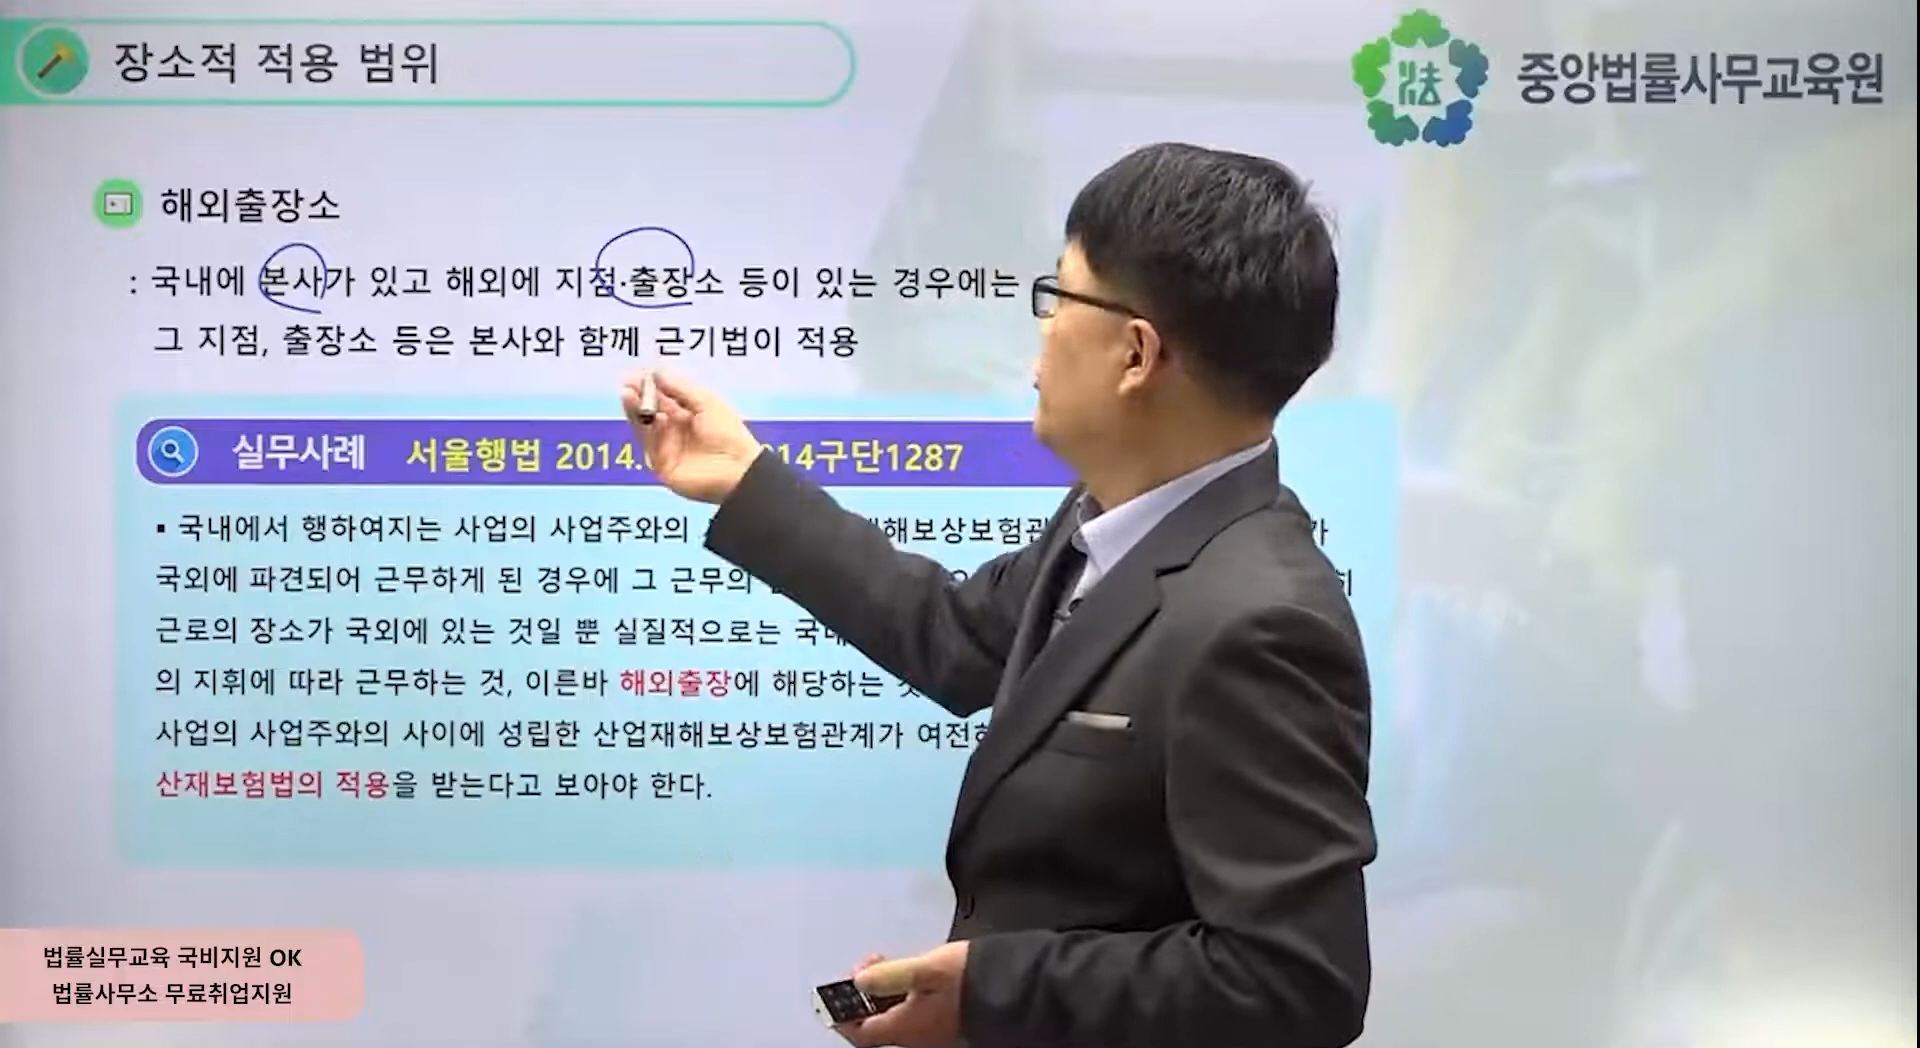 장소적 적용 범위
중앙법률사무교육원
해외출장소
: 국내에 본사가 있고 해외에 지점·출장소 등이 있는 경우에는
그 지점, 출장소 등은 본사와 함께 근기법이 적용
실무사례 서울행법 2014. 14구단1287
▪ 국내에서 행하여지는 사업의 사업주와의 해보상보험관
국외에 파견되어 근무하게 된 경우에 그 근무의
근로의 장소가 국외에 있는 것일 뿐 실질적으로는
의 지휘에 따라 근무하는 것, 이른바 해외출장에 해당하는
사업의 사업주와의 사이에 성립한 산업재해보상보험관계가
산재보험법의 적용을 받는다고 보아야 한다.
법률실무교육 국비지원 OK
법률사무소 무료취업지원